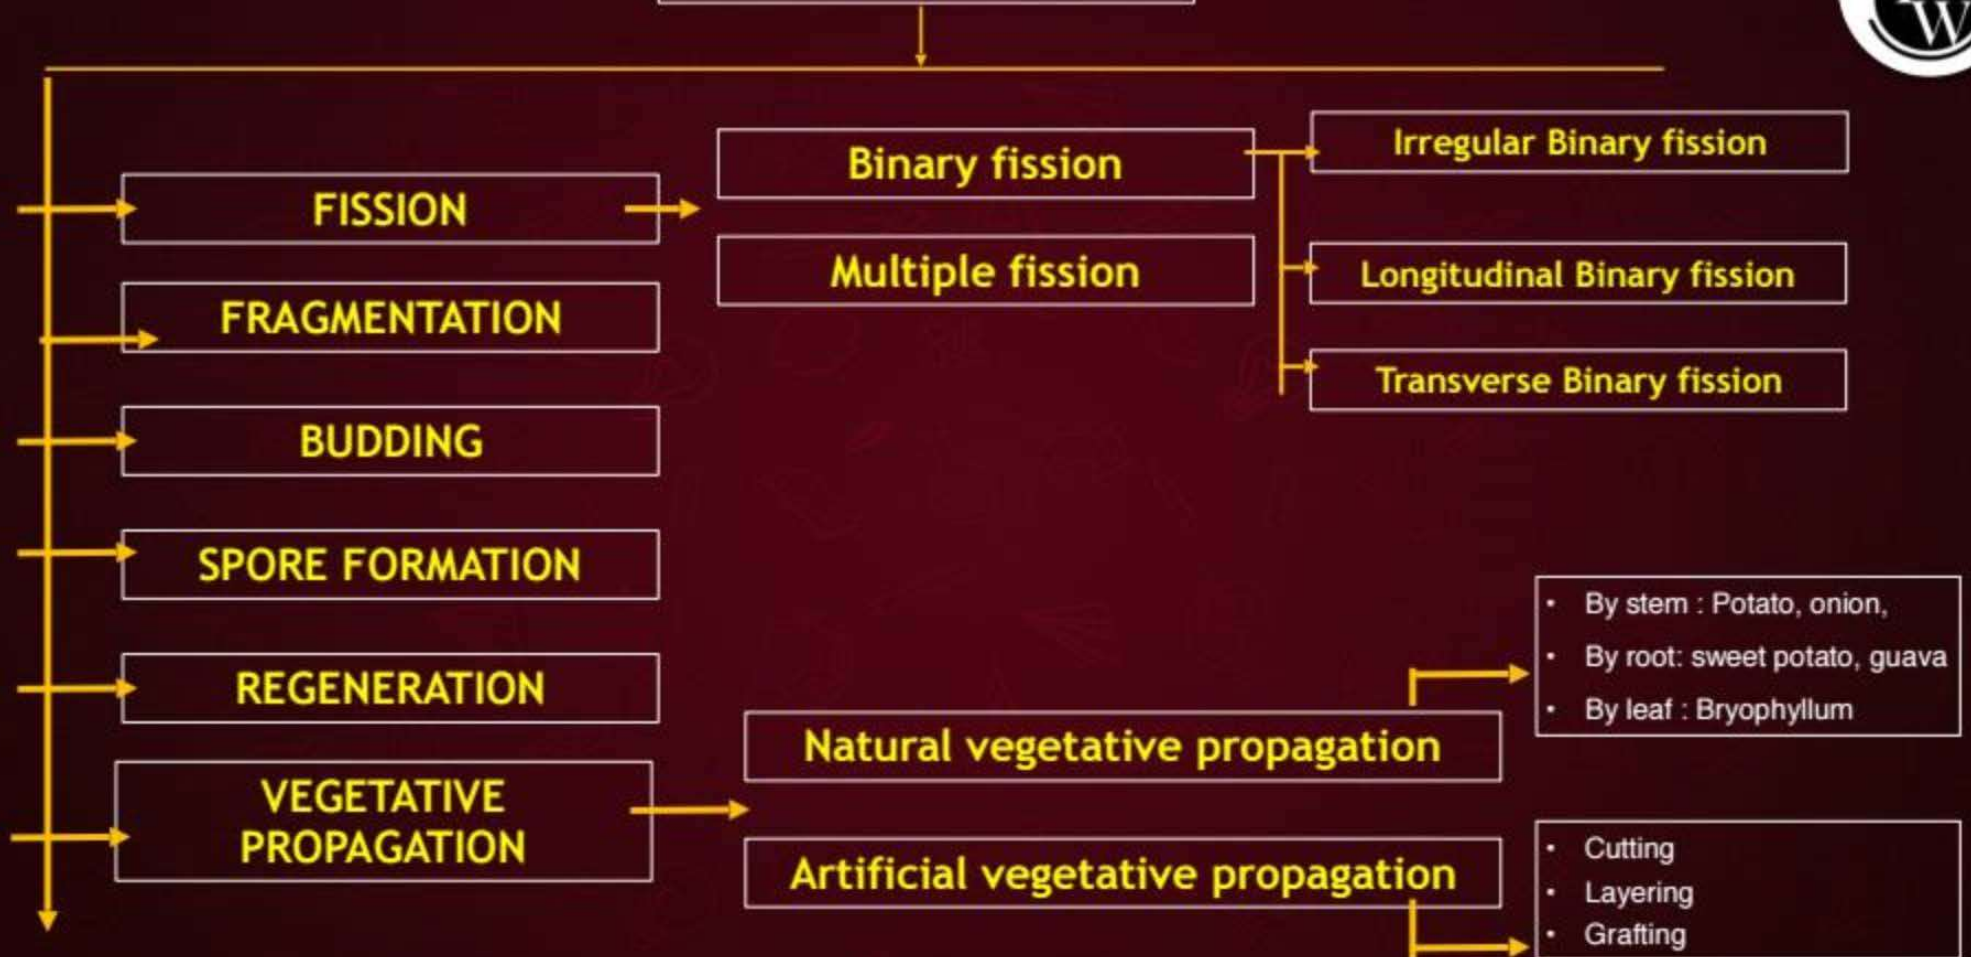 W
FISSION
Binary fission
Multiple fission
Irregular Binary fission
Longitudinal Binary fission
Transverse Binary fission
FRAGMENTATION
BUDDING
SPORE FORMATION
REGENERATION
VEGETATIVE
PROPAGATION
Natural vegetative propagation
• By stem : Potato, onion,
• By root: sweet potato, guava
• By leaf : Bryophyllum
Artificial vegetative propagation
• Cutting
• Layering
• Grafting